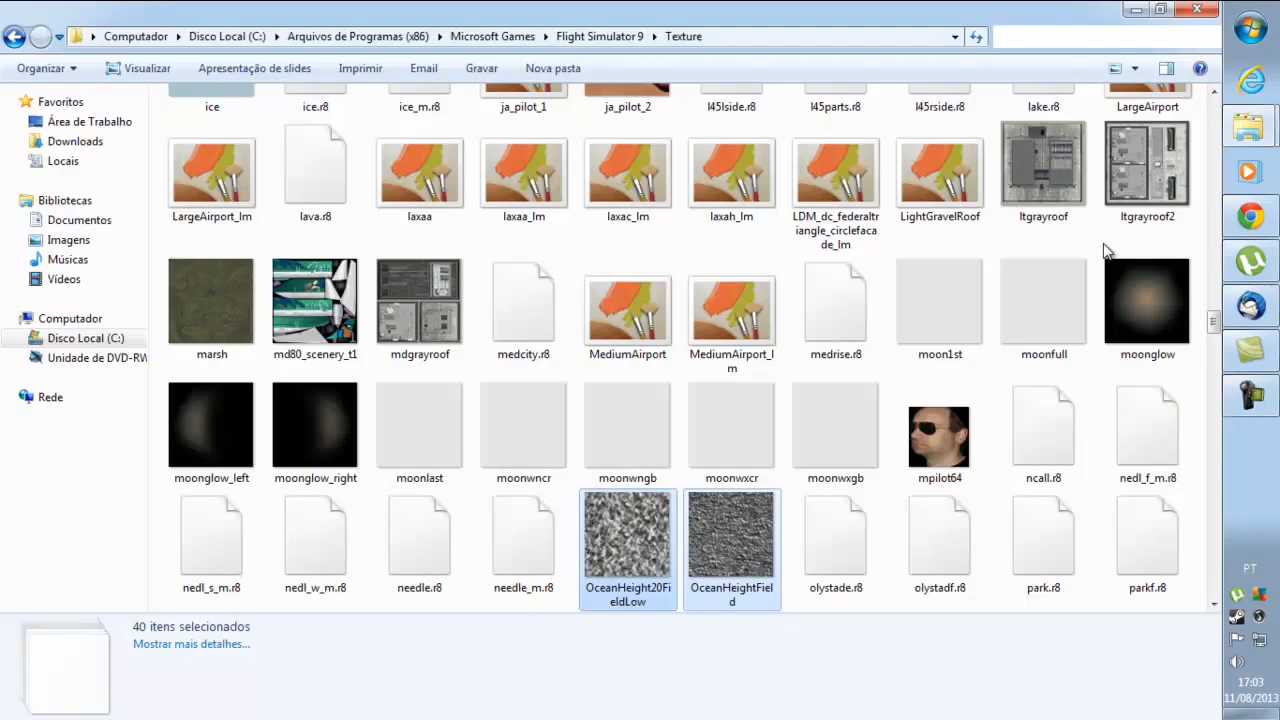 Computador
Disco Local (C:)
Arquivos de Programas (x86)
Microsoft Games
Flight Simulator 9
Texture
Organizar
Visualizar
Apresentação de slides
Imprimir
Email
Gravar
Nova pasta
Favoritos
Área de Trabalho
Downloads
Locais
Bibliotecas
Documentos
Imagens
Músicas
Vídeos
Computador
Disco Local (C:)
Unidade de DVD-RW
Rede
ice
ice.r8
ice_m.r8
ja_pilot_1
ja_pilot_2
l45lside.r8
l45parts.r8
l45rside.r8
lake.r8
LargeAirport
LargeAirport_lm
lava.r8
laxaa
laxaa_lm
laxac_lm
laxah_lm
LDM_dc_federaltr
iangle_circlefaca
de_lm
LightGravelRoof
ltgrayroof
ltgrayroof2
marsh
md80_scenery_t1
mdgrayroof
medcity.r8
MediumAirport
MediumAirport_l
m
medrise.r8
moon1st
moonfull
moonglow
moonglow_left
moonglow_right
moonlast
moonwncr
moonwngb
moonwxcr
moonwxgb
mpilot64
ncall.r8
nedl_f_m.r8
nedl_s_m.r8
nedl_w_m.r8
needle.r8
needle_m.r8
OceanHeight20Fi
eldLow
OceanHeightFiel
d
olystade.r8
olystadf.r8
park.r8
parkf.r8
40 itens selecionados
Mostrar mais detalhes...
PT
17:03
11/08/2013